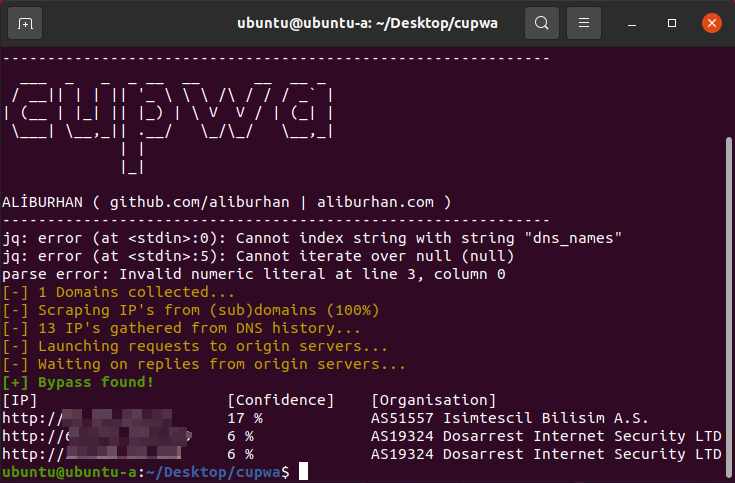 ubuntu@ubuntu-a: ~/Desktop/cupwa
cupwa
ALİBURHAN ( github.com/aliburhan | aliburhan.com )
jq: error (at <stdin>:0): Cannot index string with string "dns_names"
jq: error (at <stdin>:5): Cannot iterate over null (null)
parse error: Invalid numeric literal at line 3, column 0
[-] 1 Domains collected...
[-] Scraping IP's from (sub)domains (100%)
[-] 13 IP's gathered from DNS history...
[-] Launching requests to origin servers...
[-] Waiting on replies from origin servers...
[+] Bypass found!
[IP] [Confidence] [Organisation]
http:// 17 % AS51557 Isimtescil Bilisim A.S.
http:// 6 % AS19324 Dosarrest Internet Security LTD
http:// 6 % AS19324 Dosarrest Internet Security LTD
ubuntu@ubuntu-a:~/Desktop/cupwa$